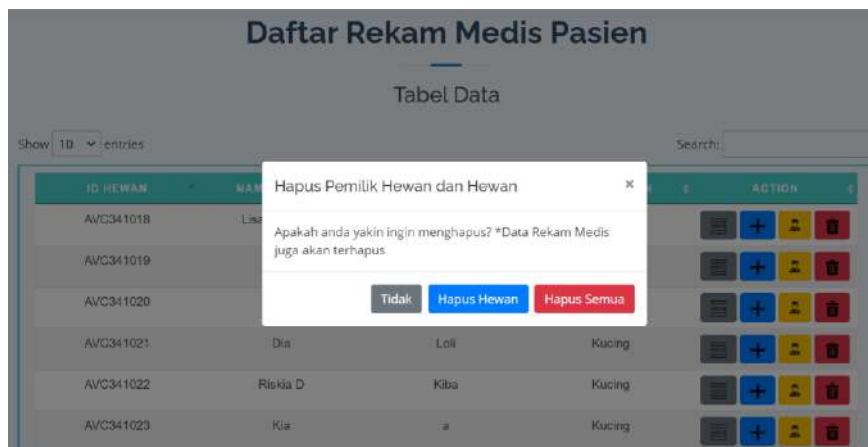 Daftar Rekam Medis Pasien
Tabel Data
Show 10 entries
Search:
ID HEWAN ACTION
Hapus Pemilik Hewan dan Hewan ×
Apakah anda yakin ingin menghapus? *Data Rekam Medis
juga akan terhapus
Tidak Hapus Hewan Hapus Semua
AVC341018
AVC341019
AVC341020
AVC341021 Dia Loli Kucing
AVC341022 Riskia D Kiba Kucing
AVC341023 Kia a Kucing